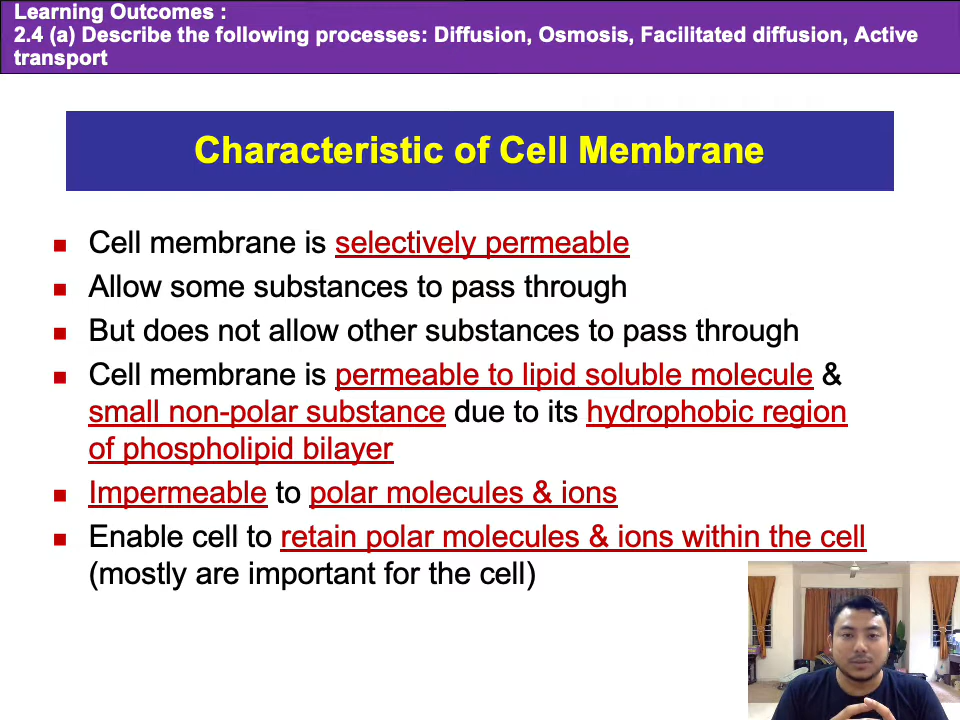 Learning Outcomes :
2.4 (a) Describe the following processes: Diffusion, Osmosis, Facilitated diffusion, Active
transport
Characteristic of Cell Membrane
Cell membrane is selectively permeable
Allow some substances to pass through
But does not allow other substances to pass through
Cell membrane is permeable to lipid soluble molecule &
small non-polar substance due to its hydrophobic region
of phospholipid bilayer
Impermeable to polar molecules & ions
Enable cell to retain polar molecules & ions within the cell
(mostly are important for the cell)